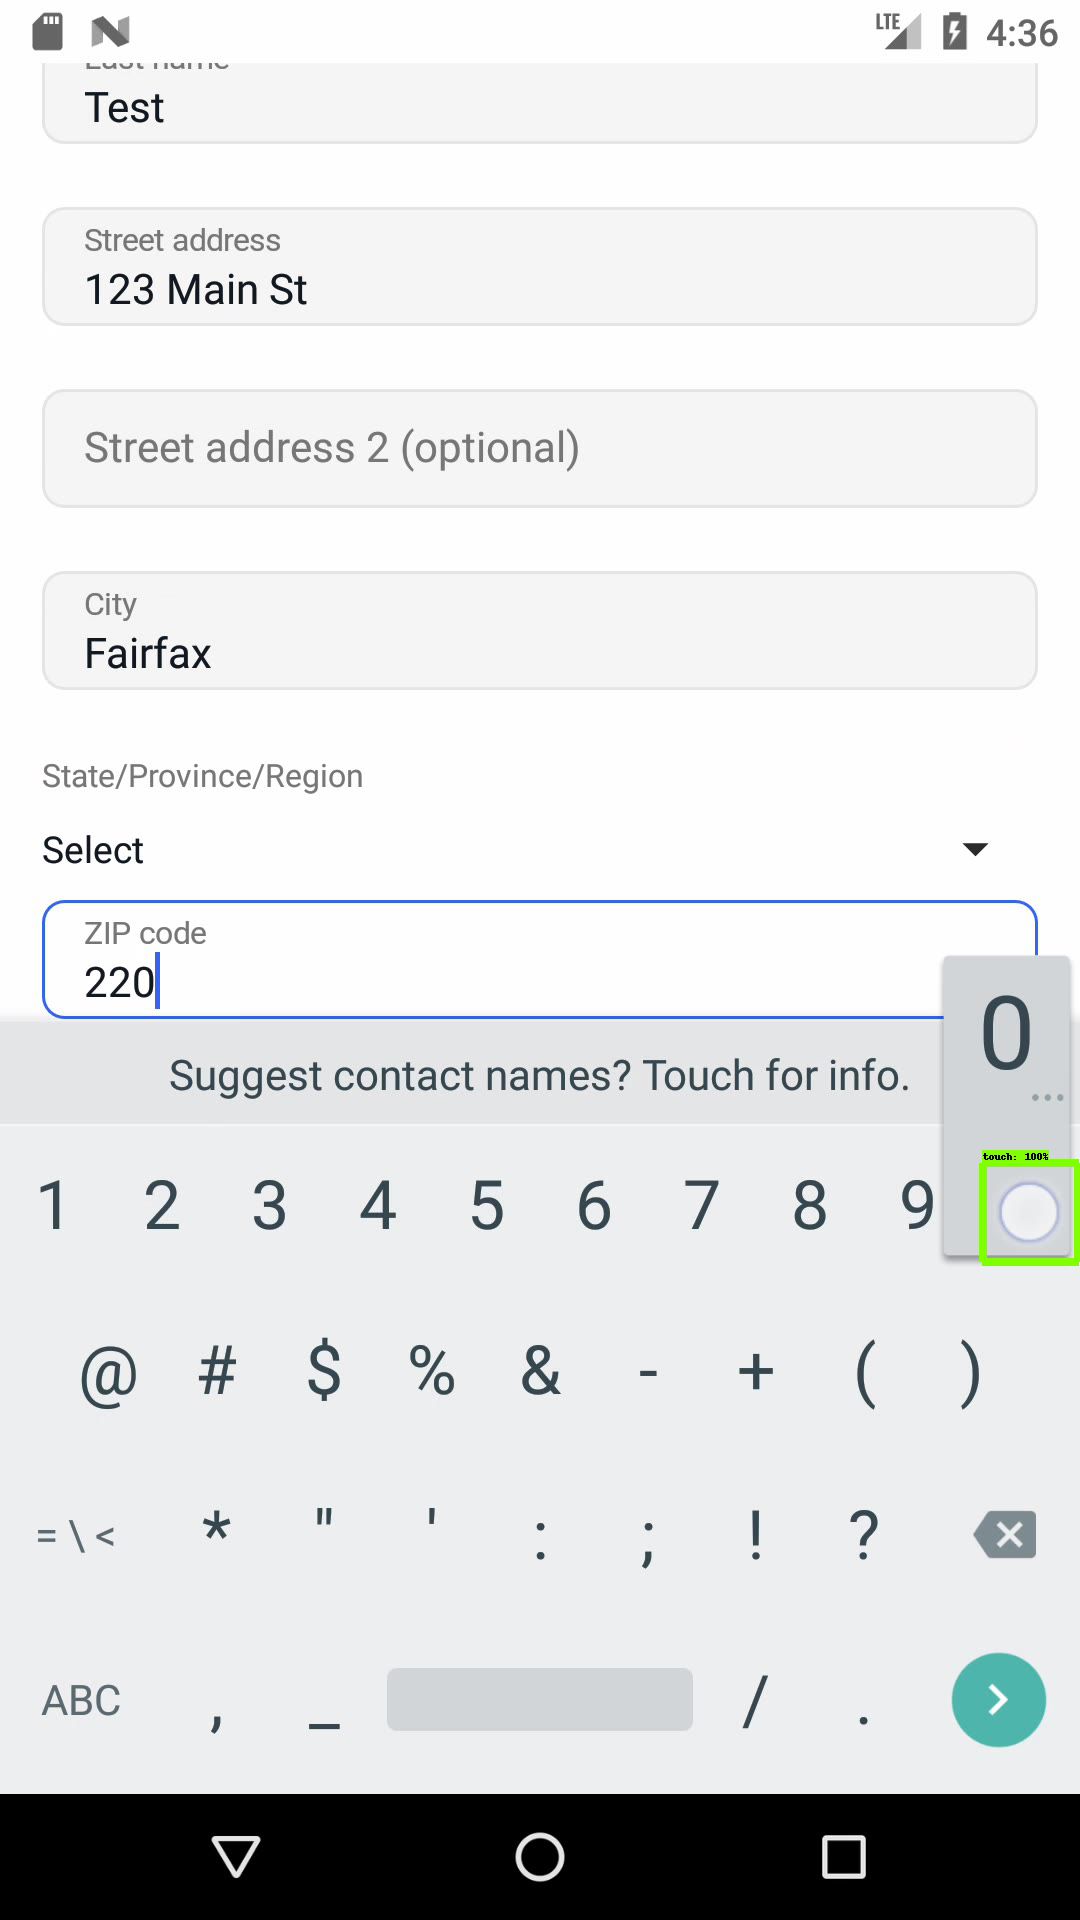 LTE 4:36
Last name
Test
Street address
123 Main St
Street address 2 (optional)
City
Fairfax
State/Province/Region
Select
ZIP code
220
0
...
Suggest contact names? Touch for info.
touch: 100%
1 2 3 4 5 6 7 8 9
@ # $ % & - + ( )
= \ < * " ' : ; ! ?
ABC , _ / .